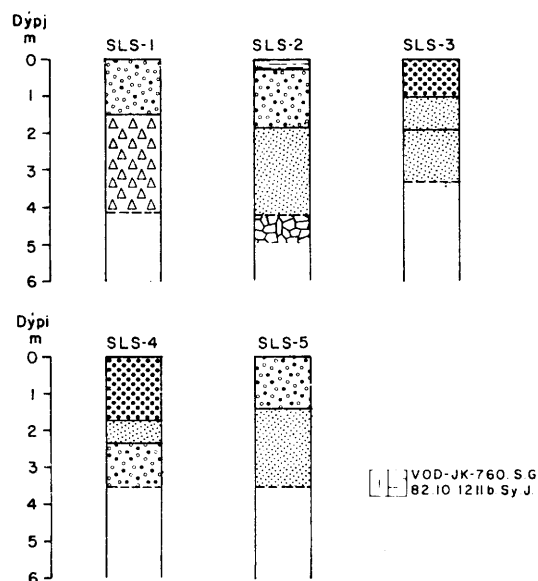 Dýpi
m
SLS-1
SLS-2
SLS-3
0
1
2
3
4
5
6
Dýpi
m
SLS-4
SLS-5
0
1
2
3
4
5
6
VOD-JK-760. S.G
82.10 1211b Sy.J.